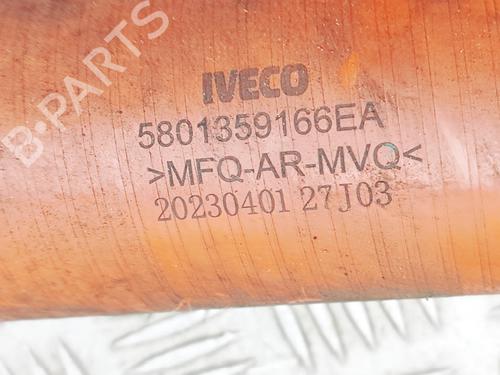 B-PARTS
IVECO
5801359166EA
>MFQ-AR-MVQ<
20230401 27J03